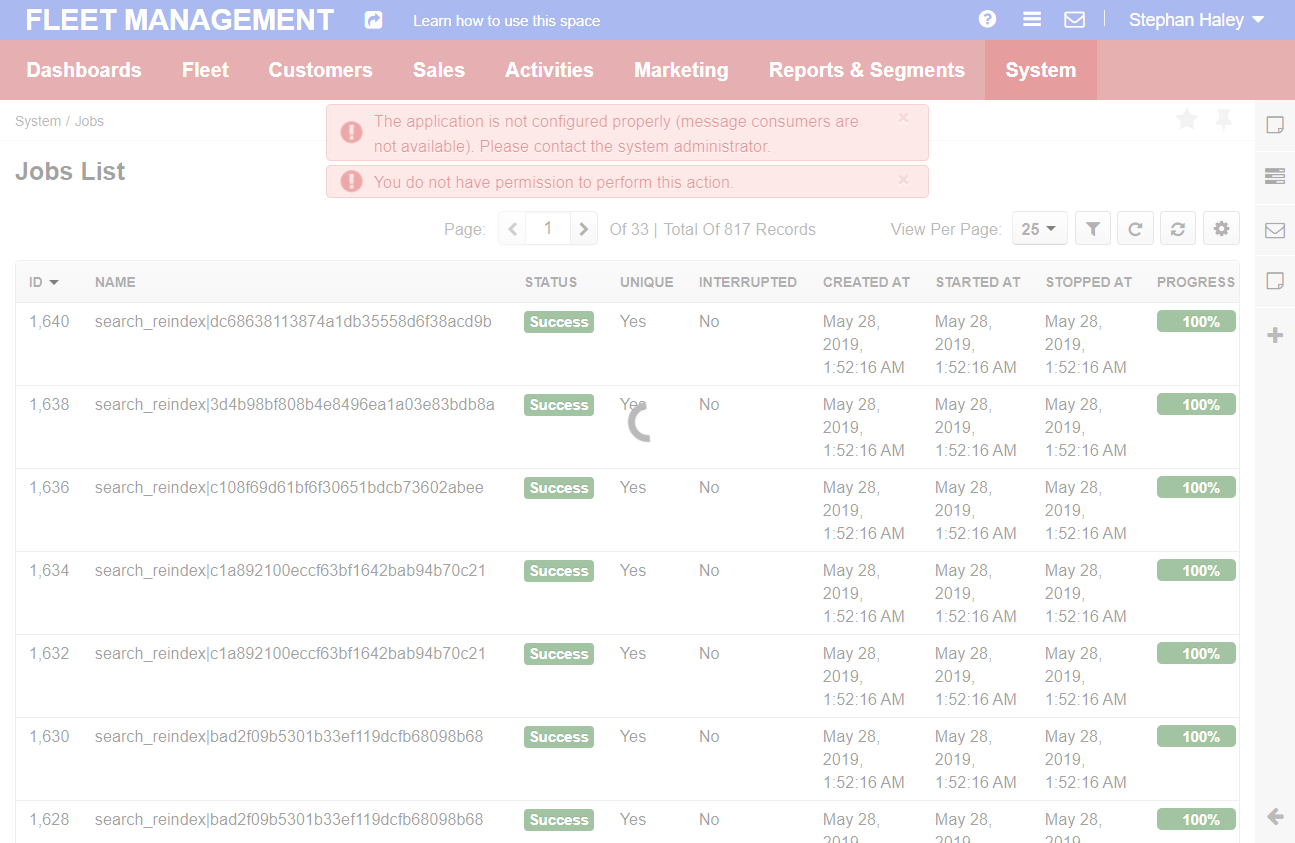 FLEET MANAGEMENT Learn how to use this space Stephan Haley
Dashboards Fleet Customers Sales Activities Marketing Reports & Segments System
System / Jobs
The application is not configured properly (message consumers are
not available). Please contact the system administrator.
You do not have permission to perform this action.
Jobs List
Page: 1 Of 33 | Total Of 817 Records View Per Page: 25
ID NAME STATUS UNIQUE INTERRUPTED CREATED AT STARTED AT STOPPED AT PROGRESS
1,640 search_reindex|dc68638113874a1db35558d6f38acd9b Success Yes No May 28, May 28, May 28, 100%
2019, 2019, 2019,
1:52:16 AM 1:52:16 AM 1:52:16 AM
1,638 search_reindex|3d4b98bf808b4e8496ea1a03e83bdb8a Success Yes No May 28, May 28, May 28, 100%
2019, 2019, 2019,
1:52:16 AM 1:52:16 AM 1:52:16 AM
1,636 search_reindex|c108f69d61bf6f30651bdcb73602abee Success Yes No May 28, May 28, May 28, 100%
2019, 2019, 2019,
1:52:16 AM 1:52:16 AM 1:52:16 AM
1,634 search_reindex|c1a892100eccf63bf1642bab94b70c21 Success Yes No May 28, May 28, May 28, 100%
2019, 2019, 2019,
1:52:16 AM 1:52:16 AM 1:52:16 AM
1,632 search_reindex|c1a892100eccf63bf1642bab94b70c21 Success Yes No May 28, May 28, May 28, 100%
2019, 2019, 2019,
1:52:16 AM 1:52:16 AM 1:52:16 AM
1,630 search_reindex|bad2f09b5301b33ef119dcfb68098b68 Success Yes No May 28, May 28, May 28, 100%
2019, 2019, 2019,
1:52:16 AM 1:52:16 AM 1:52:16 AM
1,628 search_reindex|bad2f09b5301b33ef119dcfb68098b68 Success Yes No May 28, May 28, May 28, 100%
2019, 2019, 2019,